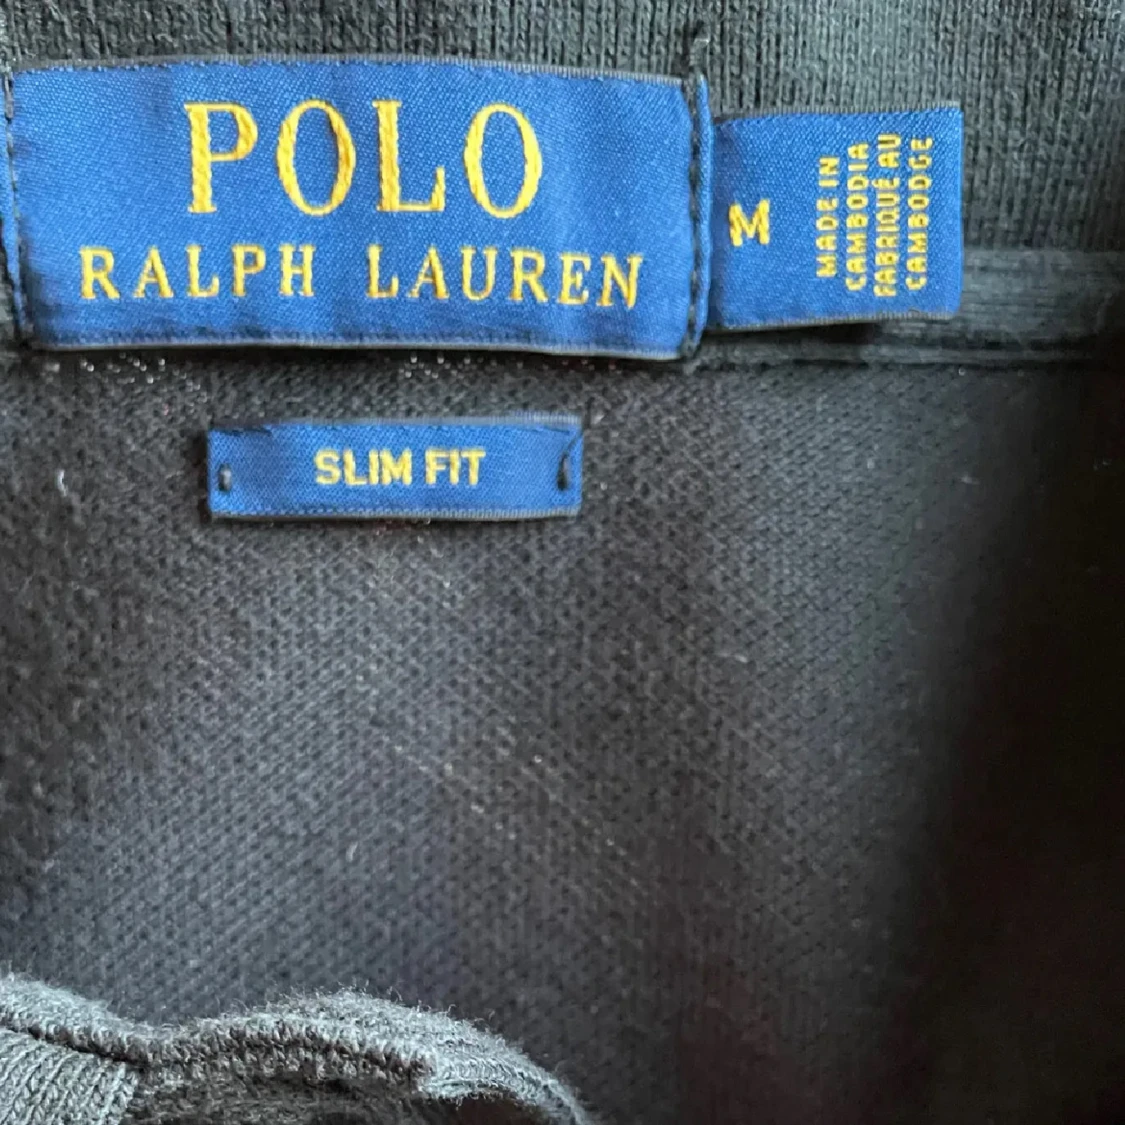 POLO
RALPH LAUREN
M
MADE IN
CAMBODIA
FABRIQUÉ AU
CAMBODGE
SLIM FIT